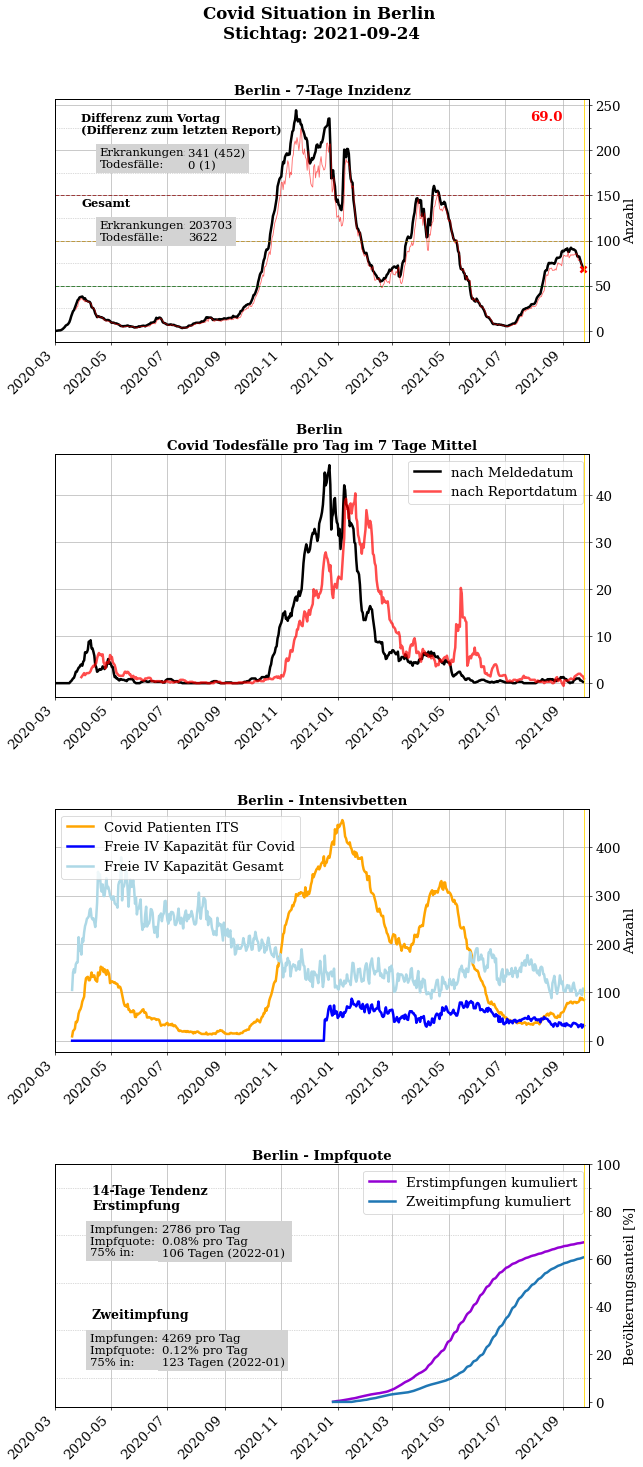 Covid Situation in Berlin
Stichtag: 2021-09-24
Berlin - 7-Tage Inzidenz
Differenz zum Vortag
(Differenz zum letzten Report)
Erkrankungen 341 (452)
Todesfälle: 0 (1)
Gesamt
Erkrankungen 203703
Todesfälle: 3622
69.0
250
200
150
100
50
0
Anzahl
2020-03
2020-05
2020-07
2020-09
2020-11
2021-01
2021-03
2021-05
2021-07
2021-09
Berlin
Covid Todesfälle pro Tag im 7 Tage Mittel
nach Meldedatum
nach Reportdatum
40
30
20
10
0
2020-03
2020-05
2020-07
2020-09
2020-11
2021-01
2021-03
2021-05
2021-07
2021-09
Berlin - Intensivbetten
Covid Patienten ITS
Freie IV Kapazität für Covid
Freie IV Kapazität Gesamt
400
300
200
100
0
Anzahl
2020-03
2020-05
2020-07
2020-09
2020-11
2021-01
2021-03
2021-05
2021-07
2021-09
Berlin - Impfquote
14-Tage Tendenz
Erstimpfung
Impfungen: 2786 pro Tag
Impfquote: 0.08% pro Tag
75% in: 106 Tagen (2022-01)
Zweitimpfung
Impfungen: 4269 pro Tag
Impfquote: 0.12% pro Tag
75% in: 123 Tagen (2022-01)
Erstimpfungen kumuliert
Zweitimpfung kumuliert
100
80
60
40
20
0
Bevölkerungsanteil [%]
2020-03
2020-05
2020-07
2020-09
2020-11
2021-01
2021-03
2021-05
2021-07
2021-09